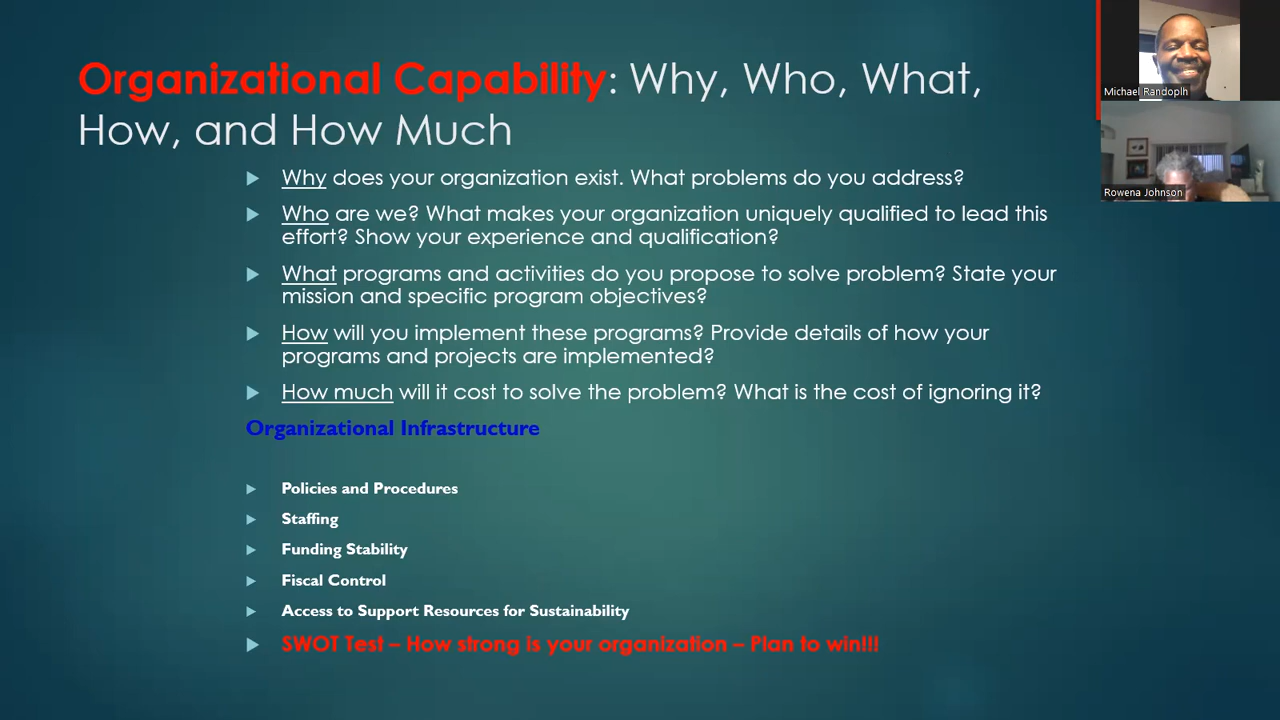 Organizational Capability: Why, Who, What,
How, and How Much
Why does your organization exist. What problems do you address?
Who are we? What makes your organization uniquely qualified to lead this
effort? Show your experience and qualification?
What programs and activities do you propose to solve problem? State your
mission and specific program objectives?
How will you implement these programs? Provide details of how your
programs and projects are implemented?
How much will it cost to solve the problem? What is the cost of ignoring it?
Organizational Infrastructure
Policies and Procedures
Staffing
Funding Stability
Fiscal Control
Access to Support Resources for Sustainability
SWOT Test – How strong is your organization – Plan to win!!!
Michael Randoplh
Rowena Johnson